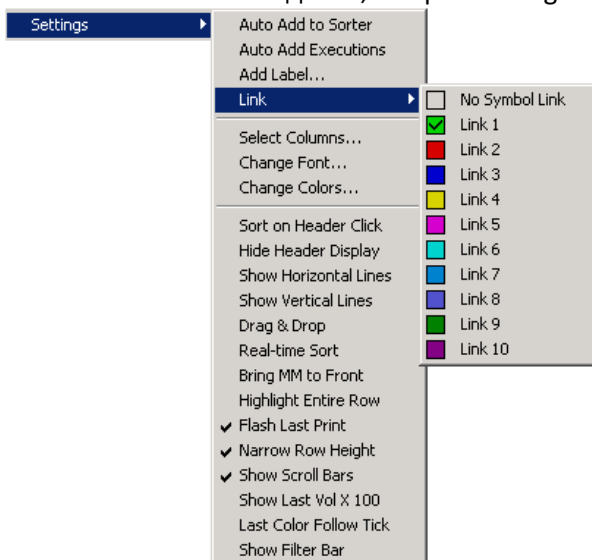 Settings
Auto Add to Sorter
Auto Add Executions
Add Label...
Link
Select Columns...
Change Font...
Change Colors...
Sort on Header Click
Hide Header Display
Show Horizontal Lines
Show Vertical Lines
Drag & Drop
Real-time Sort
Bring MM to Front
Highlight Entire Row
Flash Last Print
Narrow Row Height
Show Scroll Bars
Show Last Vol X 100
Last Color Follow Tick
Show Filter Bar
No Symbol Link
Link 1
Link 2
Link 3
Link 4
Link 5
Link 6
Link 7
Link 8
Link 9
Link 10